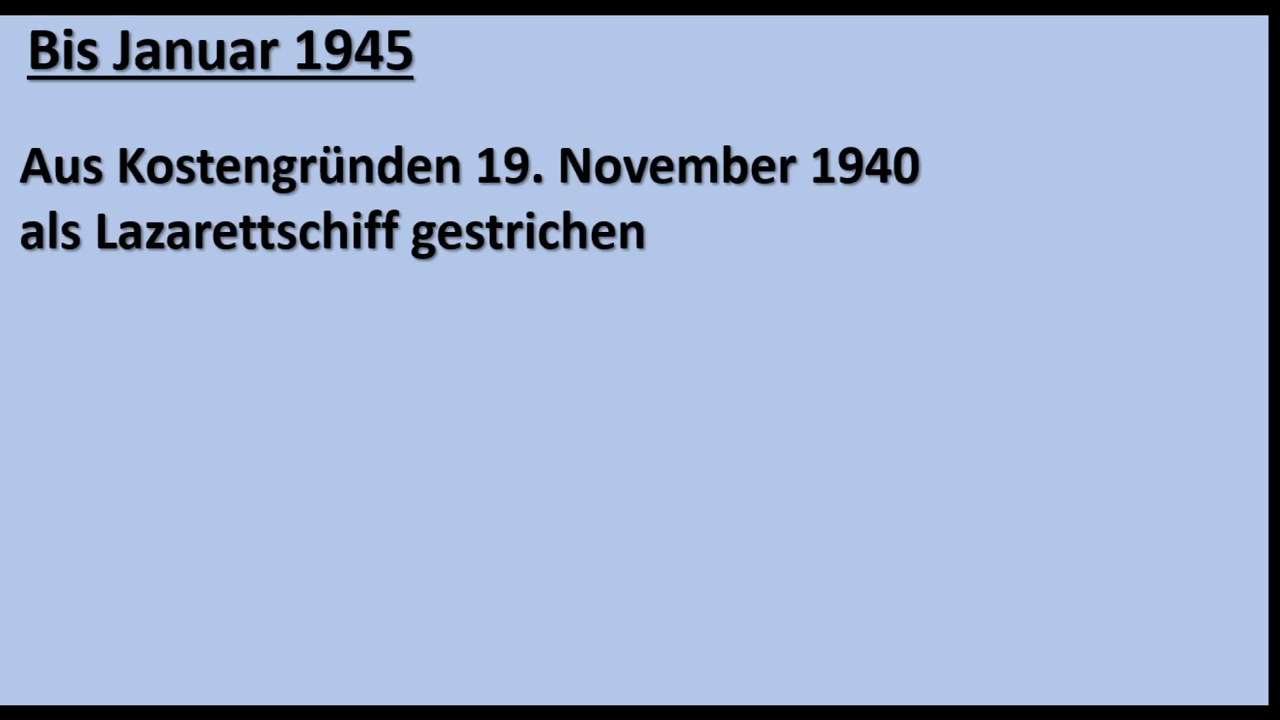 Bis Januar 1945
Aus Kostengründen 19. November 1940
als Lazarettschiff gestrichen